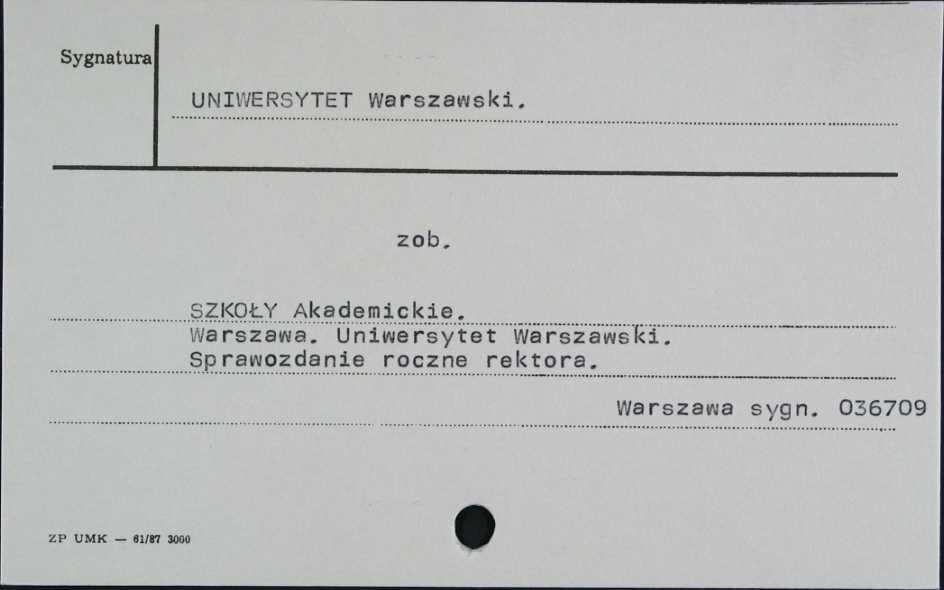 Sygnatura
UNIWERSYTET Warszawski.
zob.
SZKOŁY Akademickie.
Warszawa. Uniwersytet Warszawski.
Sprawozdanie roczne rektora.
Warszawa sygn. 036709
ZP UMK — 61/87 3000